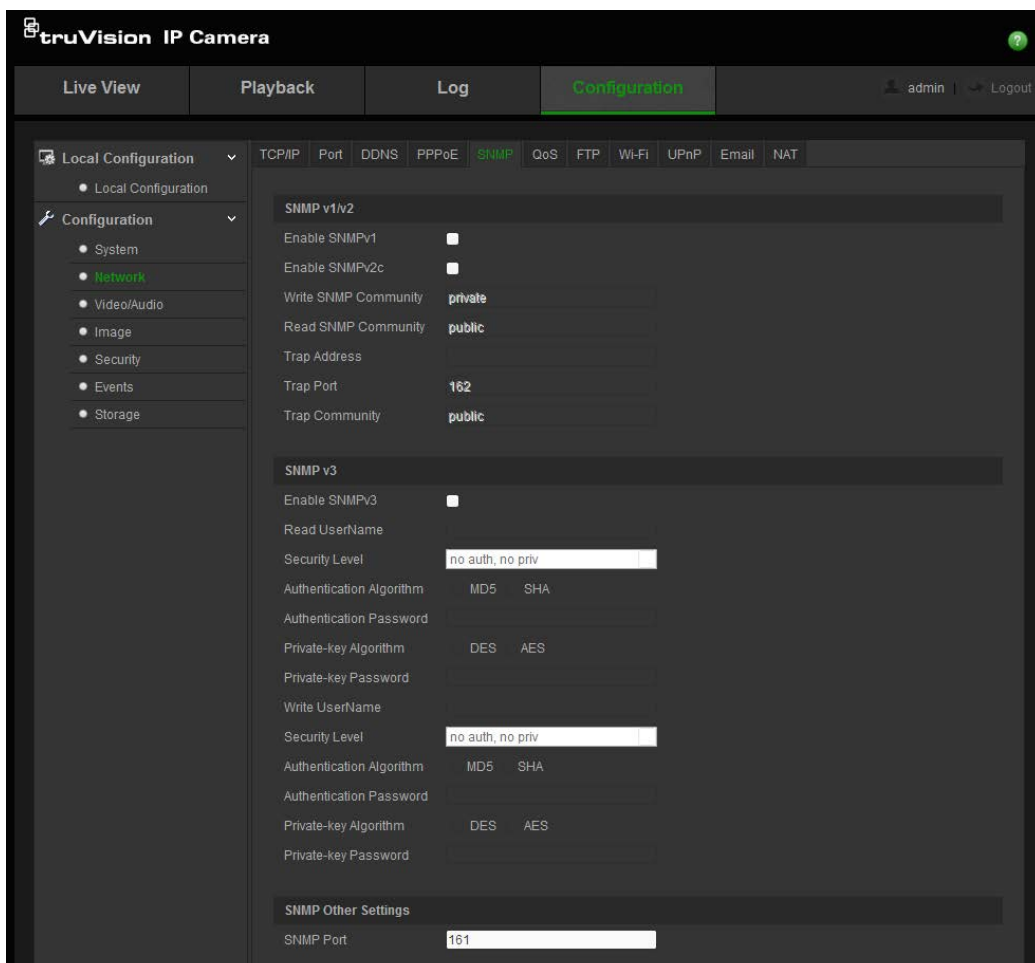 truVision IP Camera
?
Live View Playback Log Configuration admin Logout
Local Configuration
Local Configuration
Configuration
System
Network
Video/Audio
Image
Security
Events
Storage
TCP/IP Port DDNS PPPoE SNMP QoS FTP Wi-Fi UPnP Email NAT
SNMP v1/v2
Enable SNMPv1
Enable SNMPv2c
Write SNMP Community private
Read SNMP Community public
Trap Address
Trap Port 162
Trap Community public
SNMP v3
Enable SNMPv3
Read UserName
Security Level no auth, no priv
Authentication Algorithm MD5 SHA
Authentication Password
Private-key Algorithm DES AES
Private-key Password
Write UserName
Security Level no auth, no priv
Authentication Algorithm MD5 SHA
Authentication Password
Private-key Algorithm DES AES
Private-key Password
SNMP Other Settings
SNMP Port 161